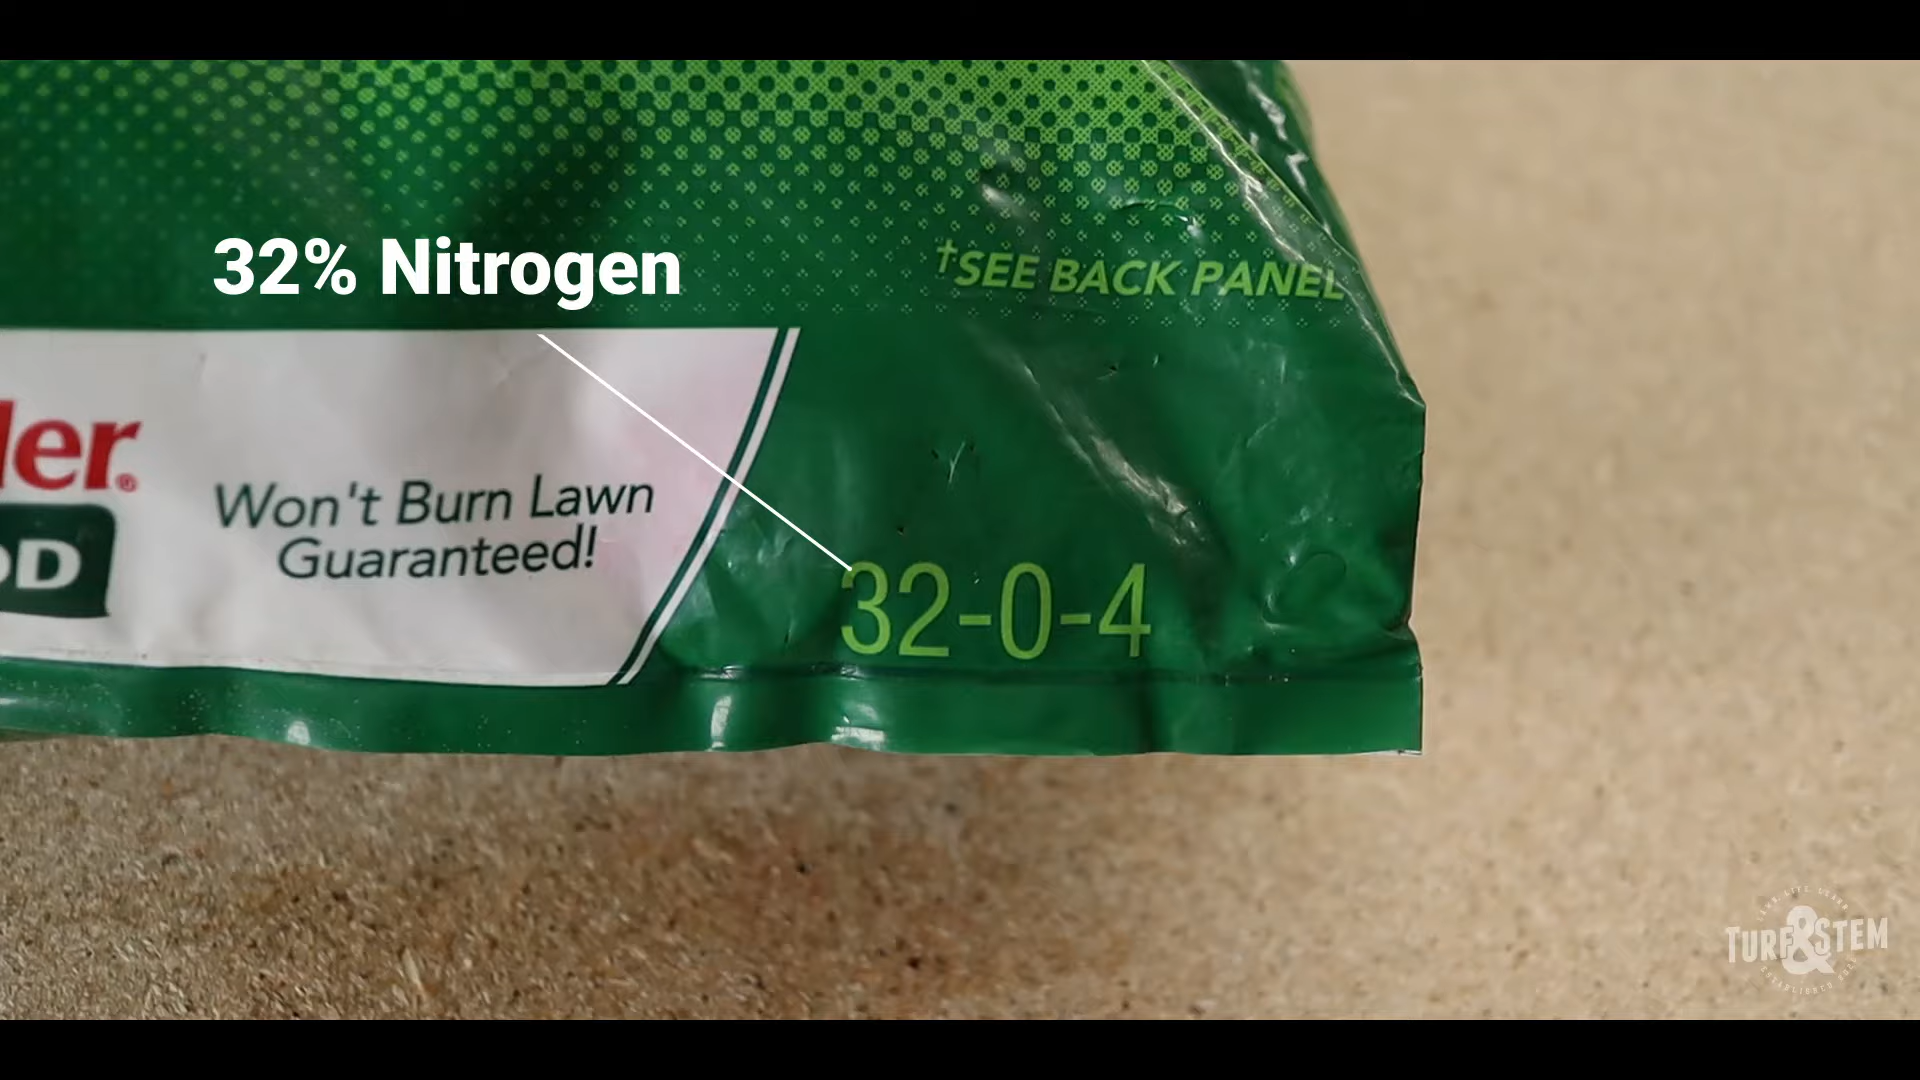 32% Nitrogen
†SEE BACK PANEL
ler®
OD
Won't Burn Lawn
Guaranteed!
32-0-4
TURF&STEM